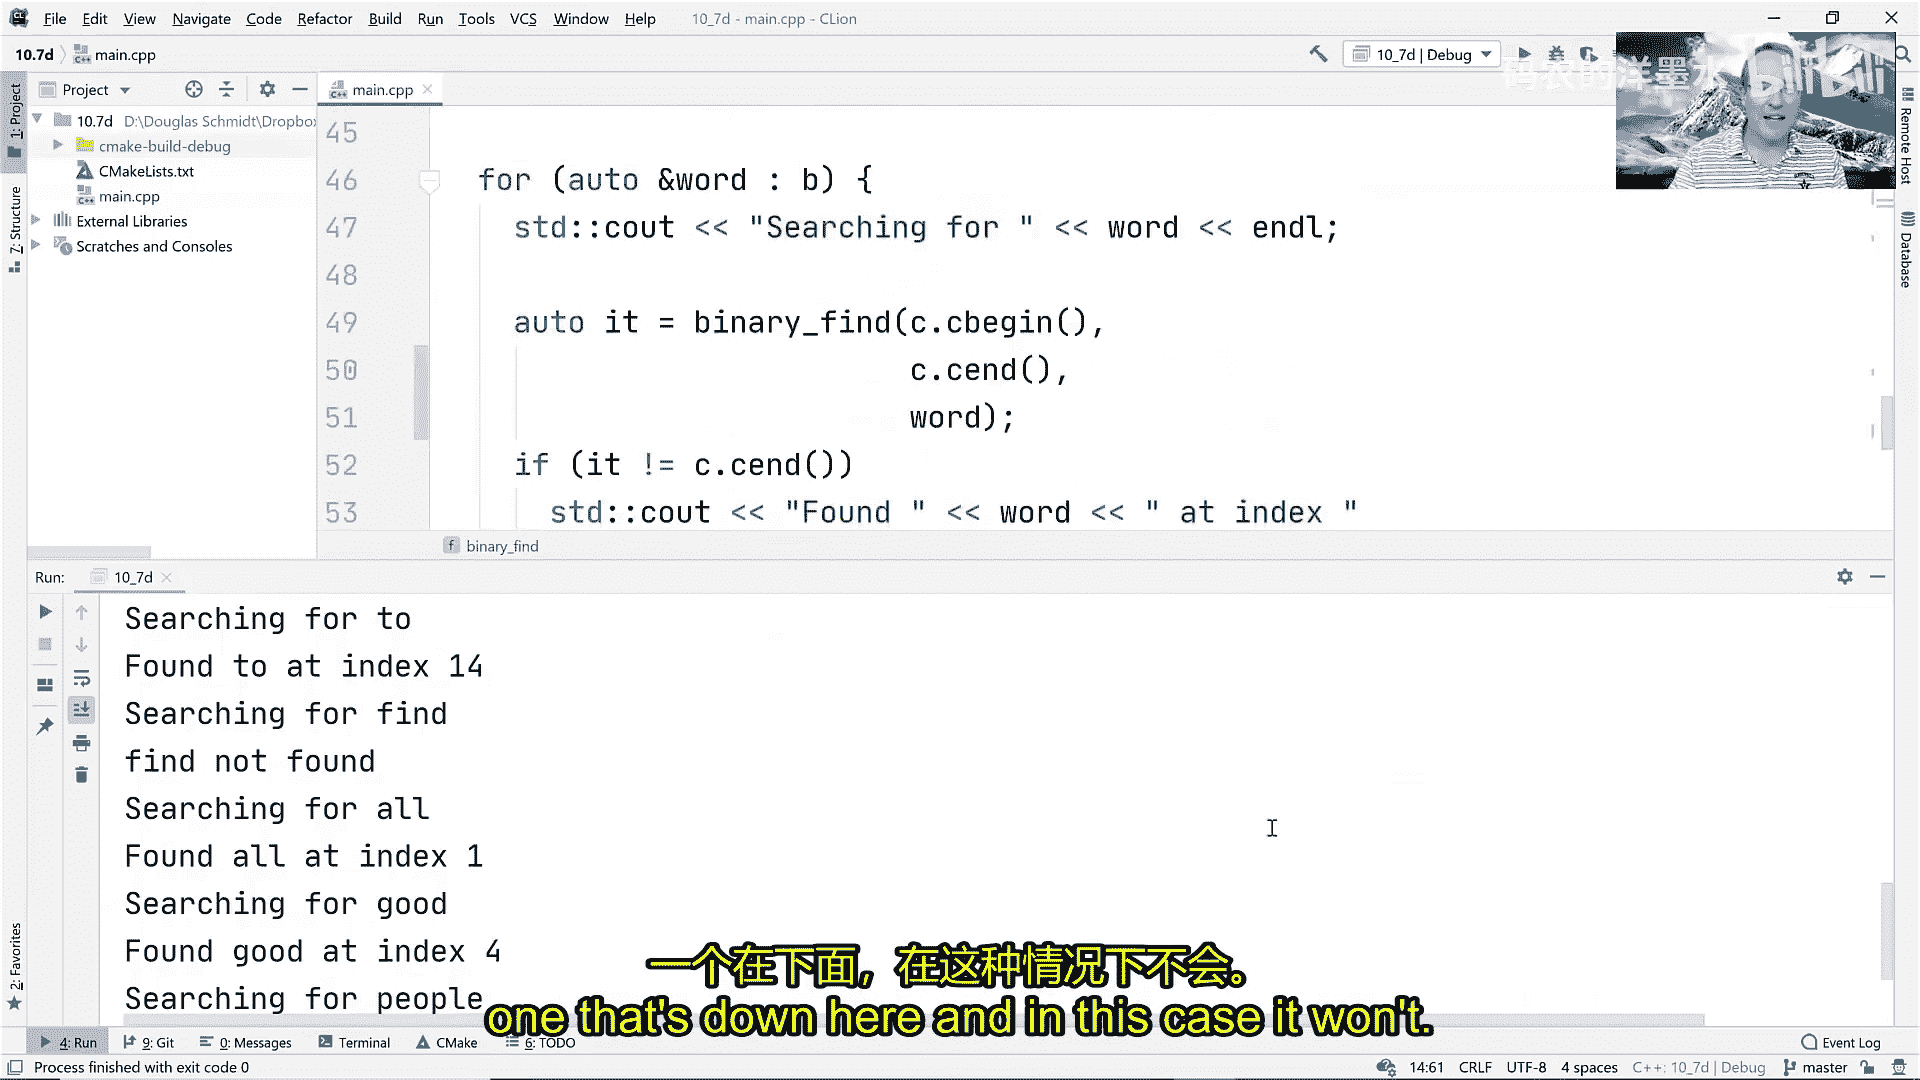 File Edit View Navigate Code Refactor Build Run Tools VCS Window Help 10_7d - main.cpp - CLion
10.7d main.cpp 10_7d | Debug
码农的洋墨水 bilibili
Project main.cpp
1: Project
10.7d D:\Douglas Schmidt\Dropbox
cmake-build-debug
CMakeLists.txt
main.cpp
External Libraries
Scratches and Consoles
7: Structure
Remote Host
Database
45
46 for (auto &word : b) {
47 std::cout << "Searching for " << word << endl;
48
49 auto it = binary_find(c.cbegin(),
50 c.cend(),
51 word);
52 if (it != c.cend())
53 std::cout << "Found " << word << " at index "
binary_find
Run: 10_7d
Searching for to
Found to at index 14
Searching for find
find not found
Searching for all
Found all at index 1
Searching for good
Found good at index 4
Searching for people
2: Favorites
一个在下面，在这种情况下不会。
one that's down here and in this case it won't.
4: Run 9: Git 0: Messages Terminal CMake 6: TODO Event Log
Process finished with exit code 0 14:61 CRLF UTF-8 4 spaces C++: 10_7d | Debug master